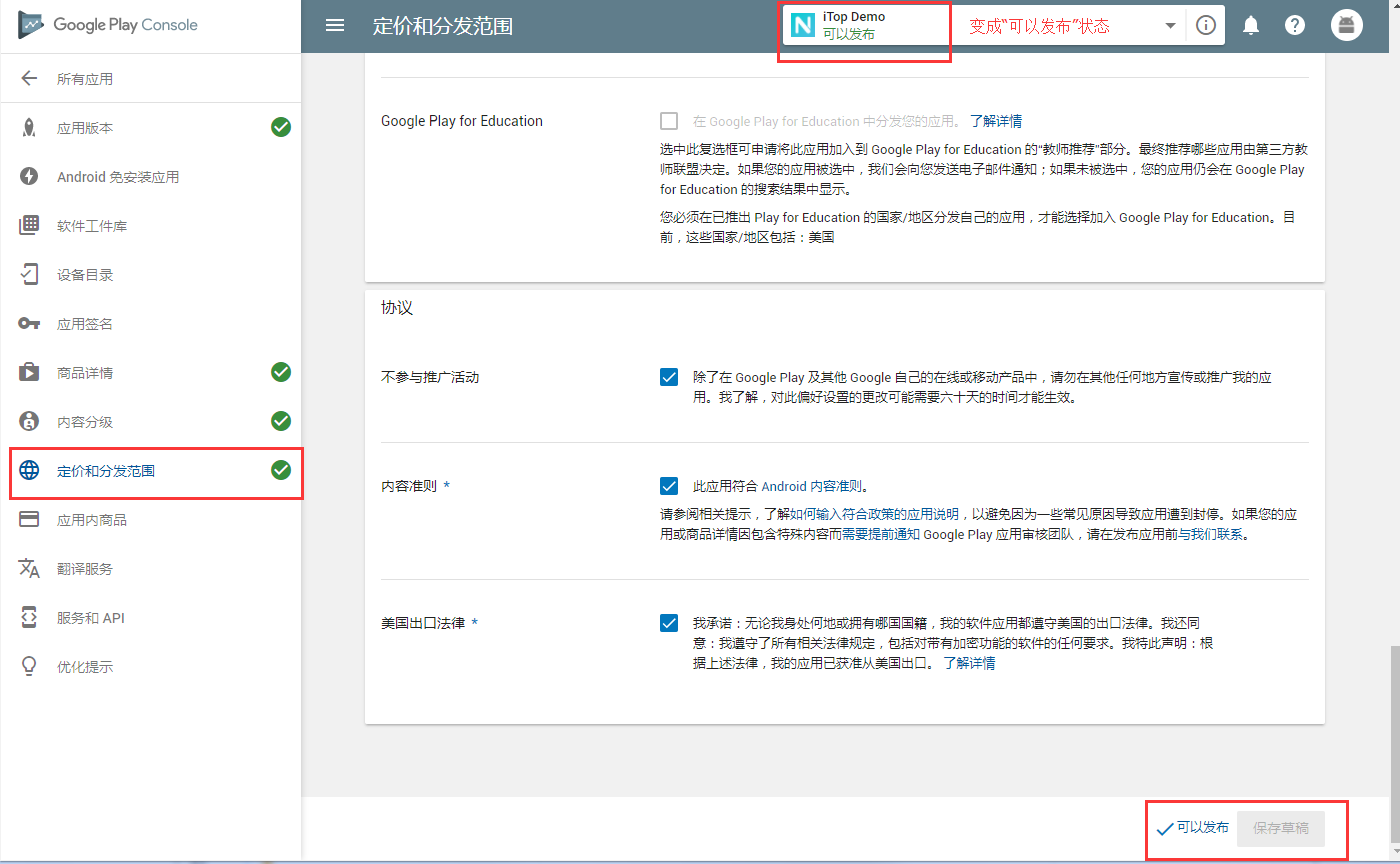 Google Play Console
所有应用
应用版本
Android 免安装应用
软件工件库
设备目录
应用签名
商品详情
内容分级
定价和分发范围
应用内商品
翻译服务
服务和 API
优化提示
定价和分发范围
iTop Demo
可以发布
变成“可以发布”状态
Google Play for Education
在 Google Play for Education 中分发您的应用。 了解详情
选中此复选框可申请将此应用加入到 Google Play for Education 的“教师推荐”部分。最终推荐哪些应用由第三方教
师联盟决定。如果您的应用被选中，我们会向您发送电子邮件通知；如果未被选中，您的应用仍会在 Google Play
for Education 的搜索结果中显示。
您必须在已推出 Play for Education 的国家/地区分发自己的应用，才能选择加入 Google Play for Education。目
前，这些国家/地区包括：美国
协议
不参与推广活动
除了在 Google Play 及其他 Google 自己的在线或移动产品中，请勿在其他任何地方宣传或推广我的应
用。我了解，对此偏好设置的更改可能需要六十天的时间才能生效。
内容准则 *
此应用符合 Android 内容准则。
请参阅相关提示，了解如何输入符合政策的应用说明，以避免因为一些常见原因导致应用遭到封停。如果您的应
用或商品详情因包含特殊内容而需要提前通知 Google Play 应用审核团队，请在发布应用前与我们联系。
美国出口法律 *
我承诺：无论我身处何地或拥有哪国国籍，我的软件应用都遵守美国的出口法律。我还同
意：我遵守了所有相关法律规定，包括对带有加密功能的软件的任何要求。我特此声明：根
据上述法律，我的应用已获准从美国出口。 了解详情
可以发布
保存草稿